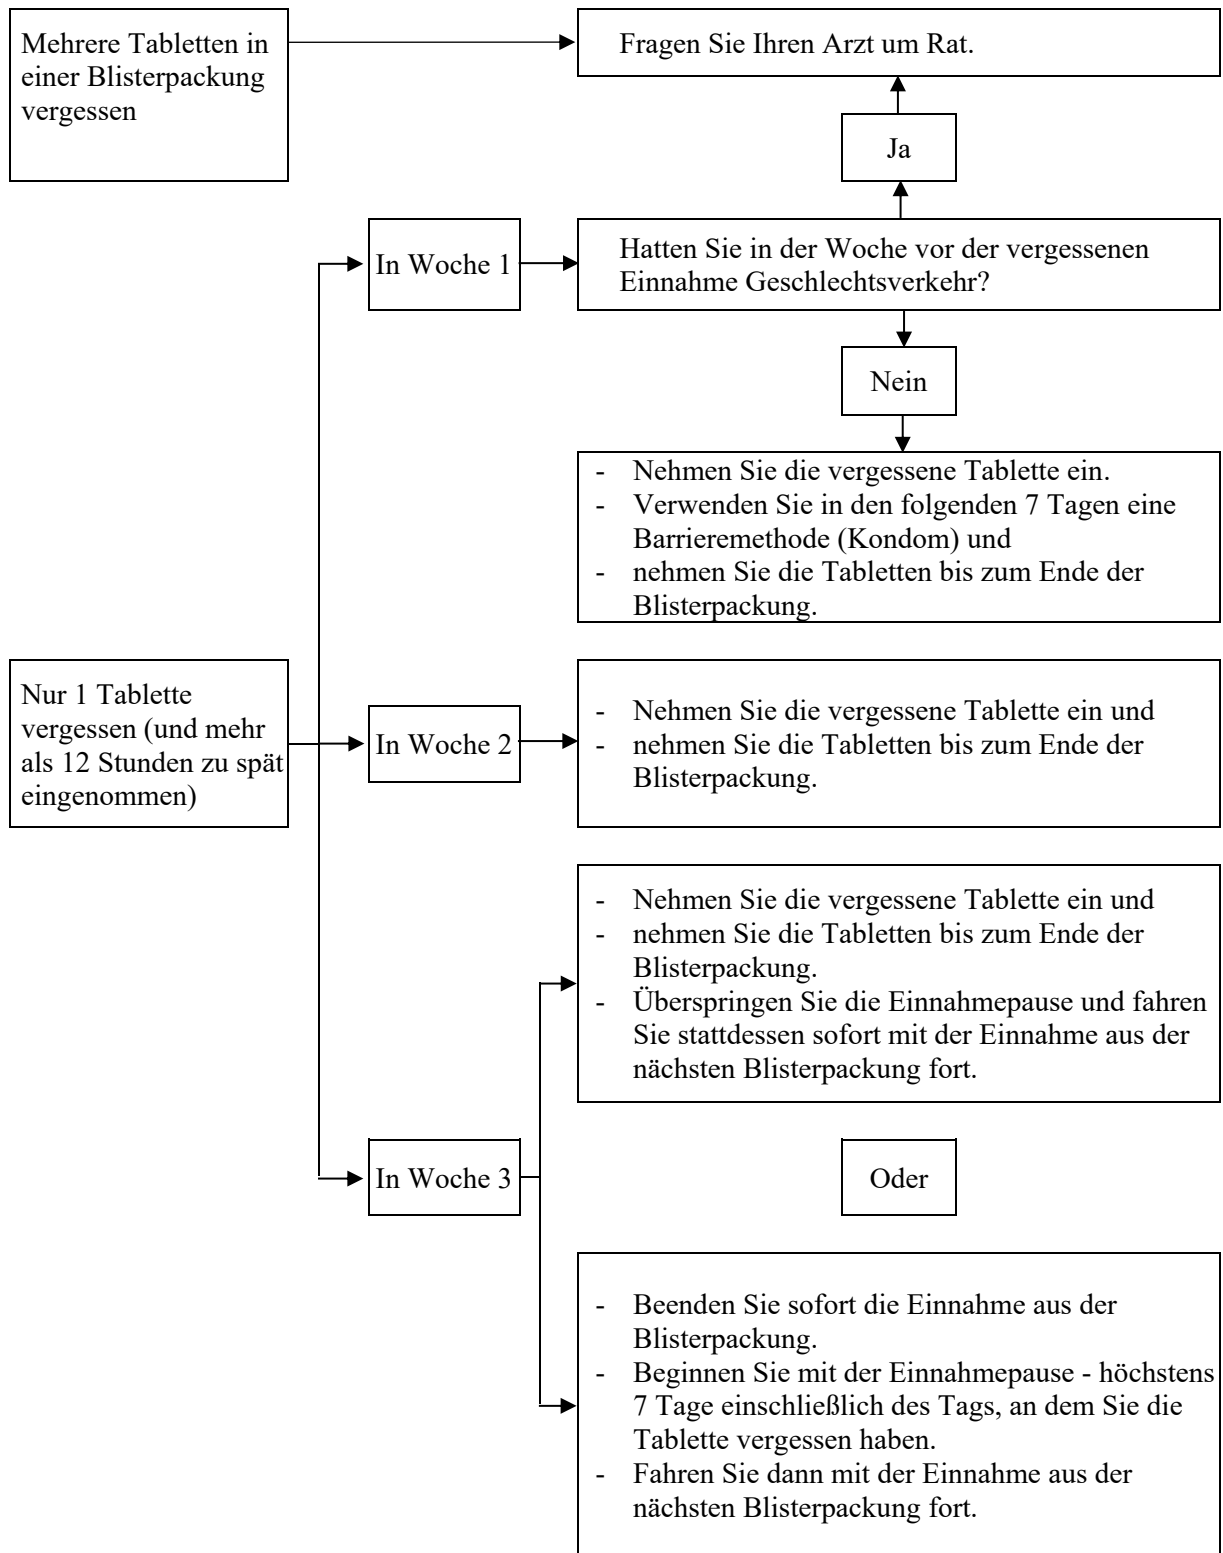 Mehrere Tabletten in
einer Blisterpackung
vergessen
Fragen Sie Ihren Arzt um Rat.
Ja
In Woche 1
Hatten Sie in der Woche vor der vergessenen
Einnahme Geschlechtsverkehr?
Nein
- Nehmen Sie die vergessene Tablette ein.
- Verwenden Sie in den folgenden 7 Tagen eine
Barrieremethode (Kondom) und
- nehmen Sie die Tabletten bis zum Ende der
Blisterpackung.
Nur 1 Tablette
vergessen (und mehr
als 12 Stunden zu spät
eingenommen)
In Woche 2
- Nehmen Sie die vergessene Tablette ein und
- nehmen Sie die Tabletten bis zum Ende der
Blisterpackung.
- Nehmen Sie die vergessene Tablette ein und
- nehmen Sie die Tabletten bis zum Ende der
Blisterpackung.
- Überspringen Sie die Einnahmepause und fahren
Sie stattdessen sofort mit der Einnahme aus der
nächsten Blisterpackung fort.
In Woche 3
Oder
- Beenden Sie sofort die Einnahme aus der
Blisterpackung.
- Beginnen Sie mit der Einnahmepause - höchstens
7 Tage einschließlich des Tags, an dem Sie die
Tablette vergessen haben.
- Fahren Sie dann mit der Einnahme aus der
nächsten Blisterpackung fort.